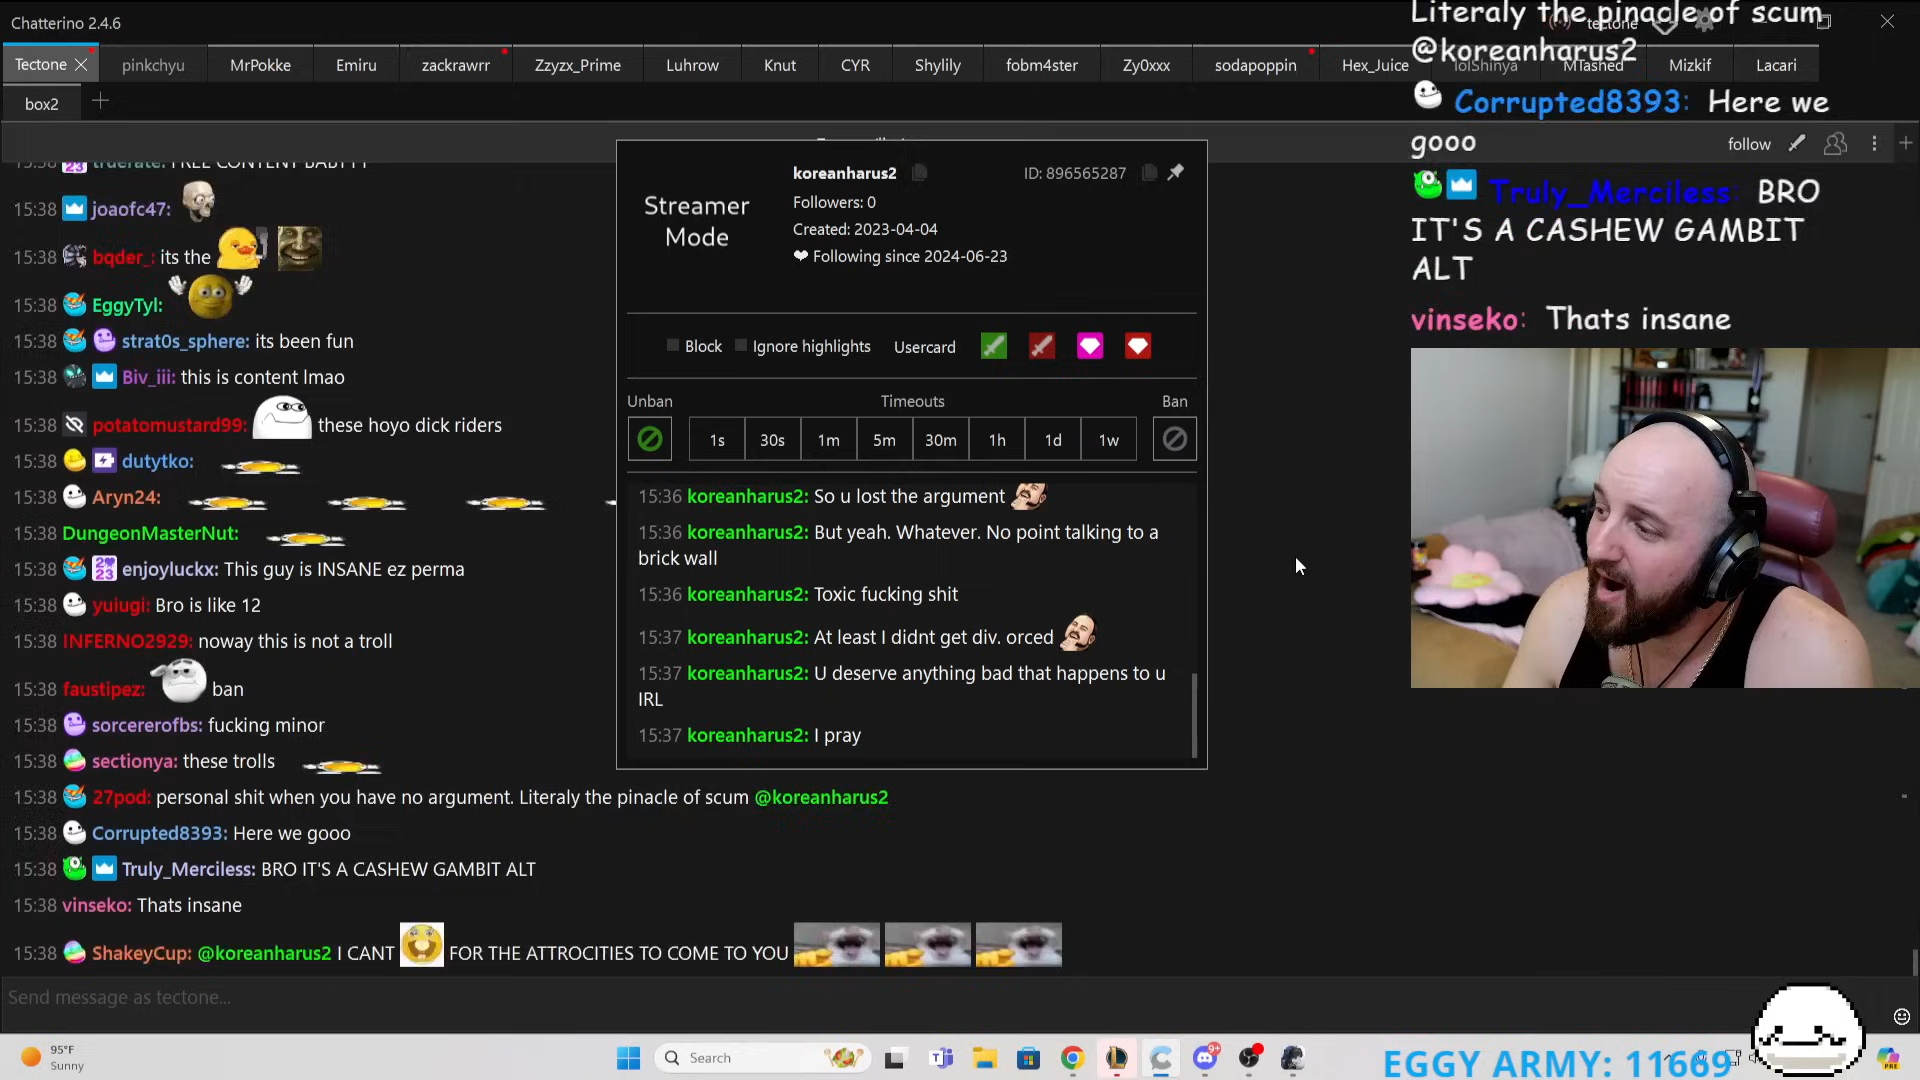 Chatterino 2.4.6
tectone
Tectone
pinkchyu
MrPokke
Emiru
zackrawrr
Zzyzx_Prime
Luhrow
Knut
CYR
Shylily
fobm4ster
Zy0xxx
sodapoppin
Hex_Juice
lolShinya
MTashed
Mizkif
Lacari
box2
follow
15:38 truerate: FREE CONTENT BABYYY
15:38 joaofc47:
15:38 bqder_: its the
15:38 EggyTyl:
15:38 strat0s_sphere: its been fun
15:38 Biv_iii: this is content lmao
15:38 potatomustard99: these hoyo dick riders
15:38 dutytko:
15:38 Aryn24:
15:38 DungeonMasterNut:
15:38 enjoyluckx: This guy is INSANE ez perma
15:38 yuiugi: Bro is like 12
15:38 INFERNO2929: noway this is not a troll
15:38 faustipez: ban
15:38 sorcererofbs: fucking minor
15:38 sectionya: these trolls
15:38 27pod: personal shit when you have no argument. Literaly the pinacle of scum @koreanharus2
15:38 Corrupted8393: Here we gooo
15:38 Truly_Merciless: BRO IT'S A CASHEW GAMBIT ALT
15:38 vinseko: Thats insane
15:38 ShakeyCup: @koreanharus2 I CANT FOR THE ATTROCITIES TO COME TO YOU
Send message as tectone...
Streamer
Mode
koreanharus2
ID: 896565287
Followers: 0
Created: 2023-04-04
❤ Following since 2024-06-23
Block
Ignore highlights
Usercard
Unban
Timeouts
Ban
1s
30s
1m
5m
30m
1h
1d
1w
15:36 koreanharus2: So u lost the argument
15:36 koreanharus2: But yeah. Whatever. No point talking to a
brick wall
15:36 koreanharus2: Toxic fucking shit
15:37 koreanharus2: At least I didnt get div. orced
15:37 koreanharus2: U deserve anything bad that happens to u
IRL
15:37 koreanharus2: I pray
Literaly the pinacle of scum
@koreanharus2
Corrupted8393: Here we
gooo
Truly_Merciless: BRO
IT'S A CASHEW GAMBIT
ALT
vinseko: Thats insane
95°F
Sunny
Search
9+
EGGY ARMY: 11669
PRE